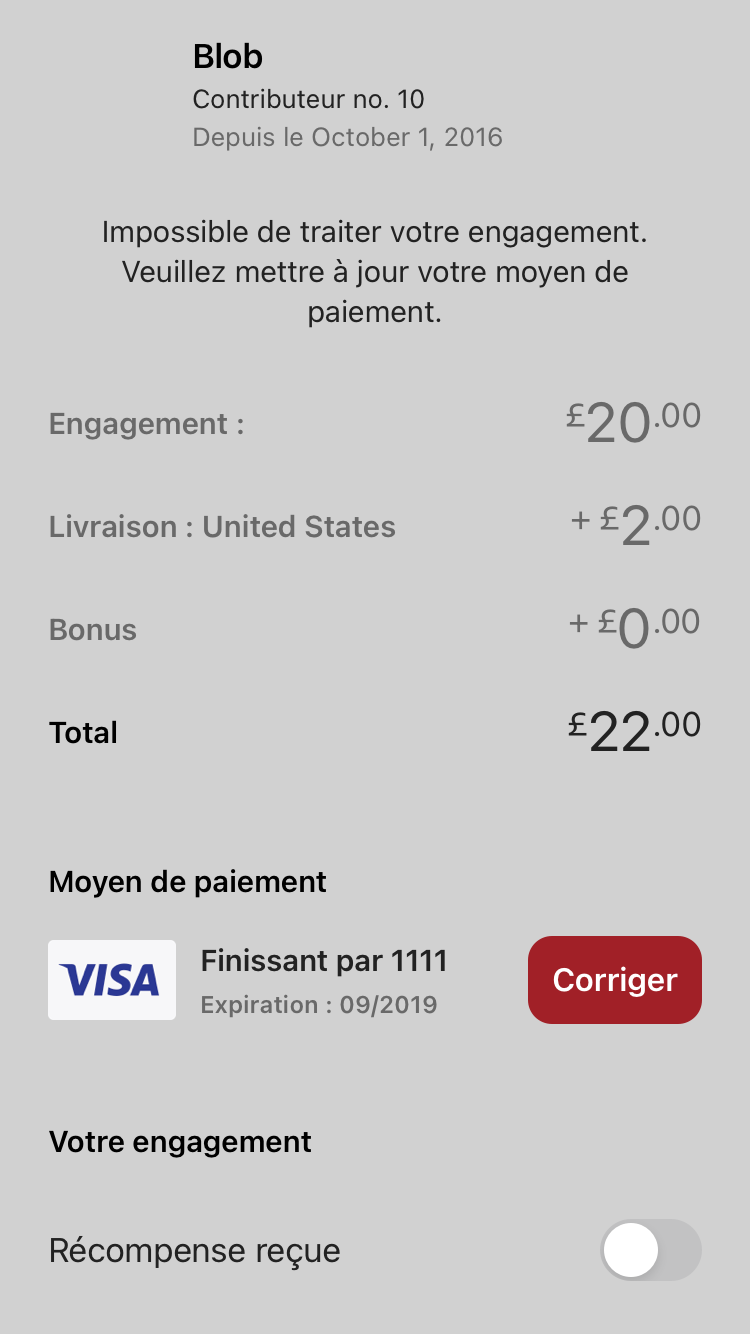 Blob
Contributeur no. 10
Depuis le October 1, 2016
Impossible de traiter votre engagement.
Veuillez mettre à jour votre moyen de
paiement.
Engagement : £20.00
Livraison : United States + £2.00
Bonus + £0.00
Total £22.00
Moyen de paiement
VISA
Finissant par 1111
Expiration : 09/2019
Corriger
Votre engagement
Récompense reçue